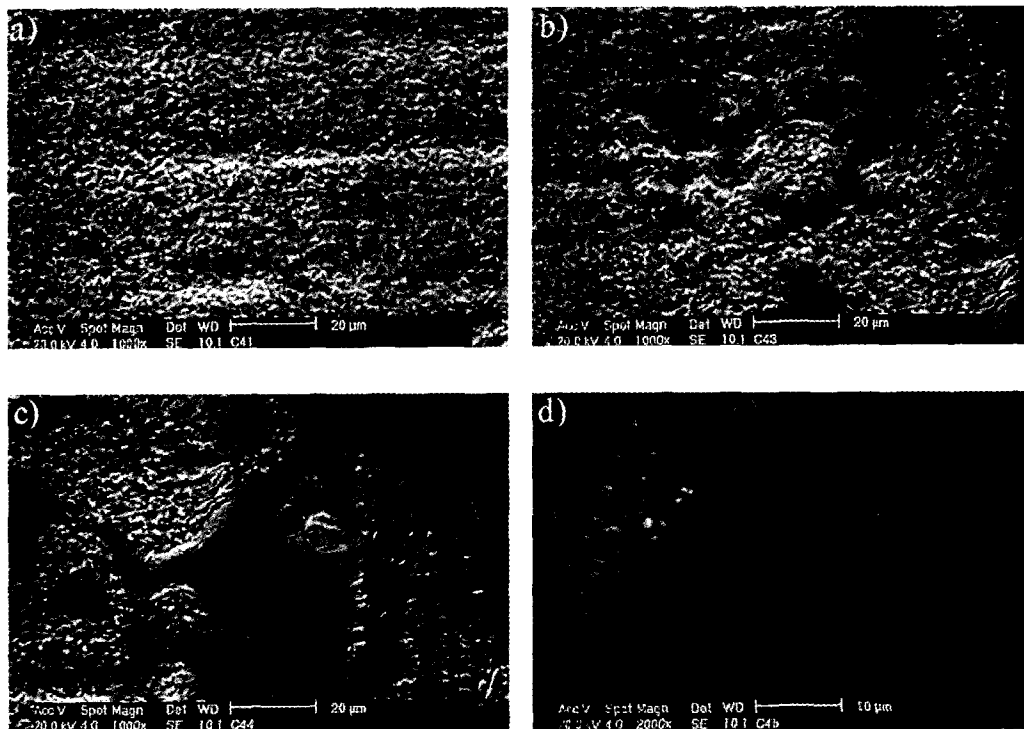 a)
Acc V Spot Magn Det WD 20 µm
20.0 kV 4.0 1000x SE 10.1 C41
b)
Acc V Spot Magn Det WD 20 µm
20.0 kV 4.0 1000x SE 10.1 C43
c)
Acc V Spot Magn Det WD 20 µm
20.0 kV 4.0 1000x SE 10.1 C44
d)
Acc V Spot Magn Det WD 10 µm
20.0 kV 4.0 2000x SE 10.1